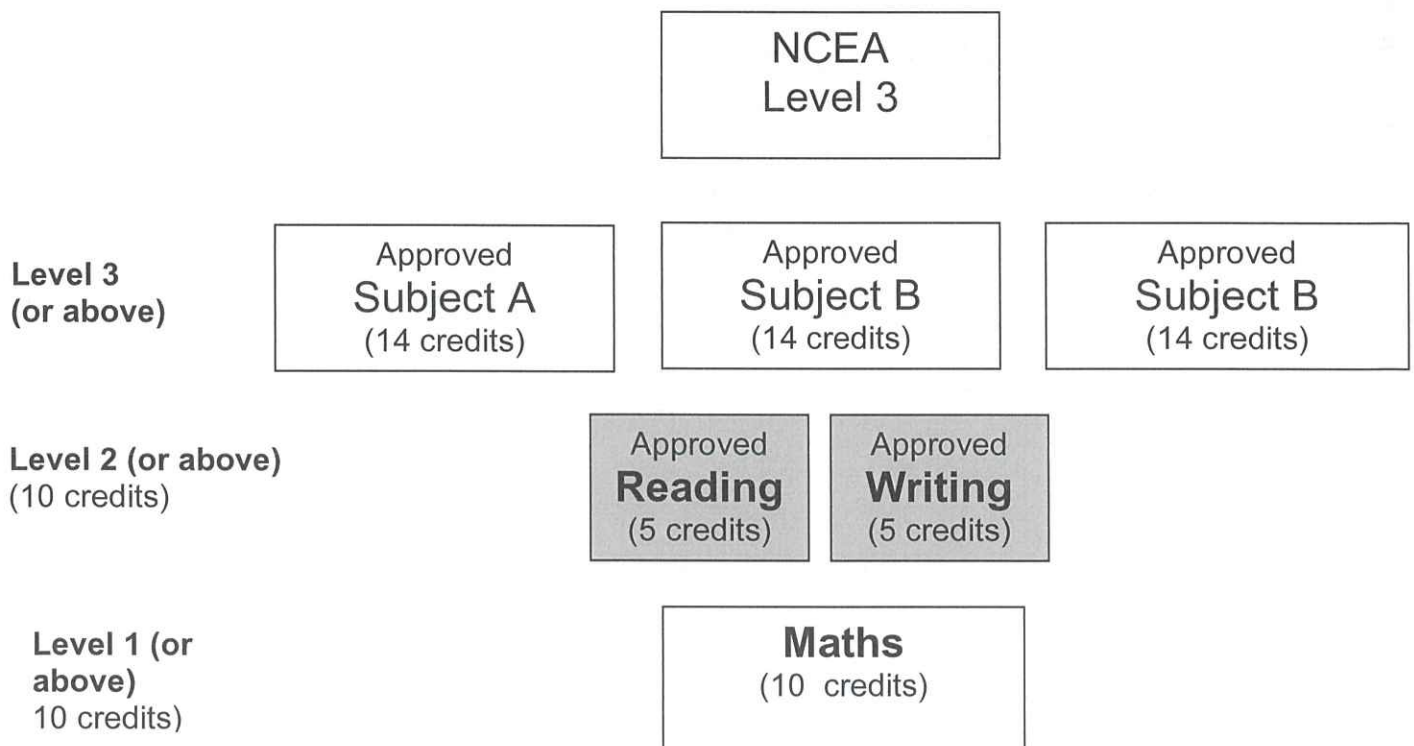 NCEA
Level 3
Level 3
(or above)
Approved
Subject A
(14 credits)
Approved
Subject B
(14 credits)
Approved
Subject B
(14 credits)
Level 2 (or above)
(10 credits)
Approved
Reading
(5 credits)
Approved
Writing
(5 credits)
Level 1 (or
above)
10 credits)
Maths
(10 credits)